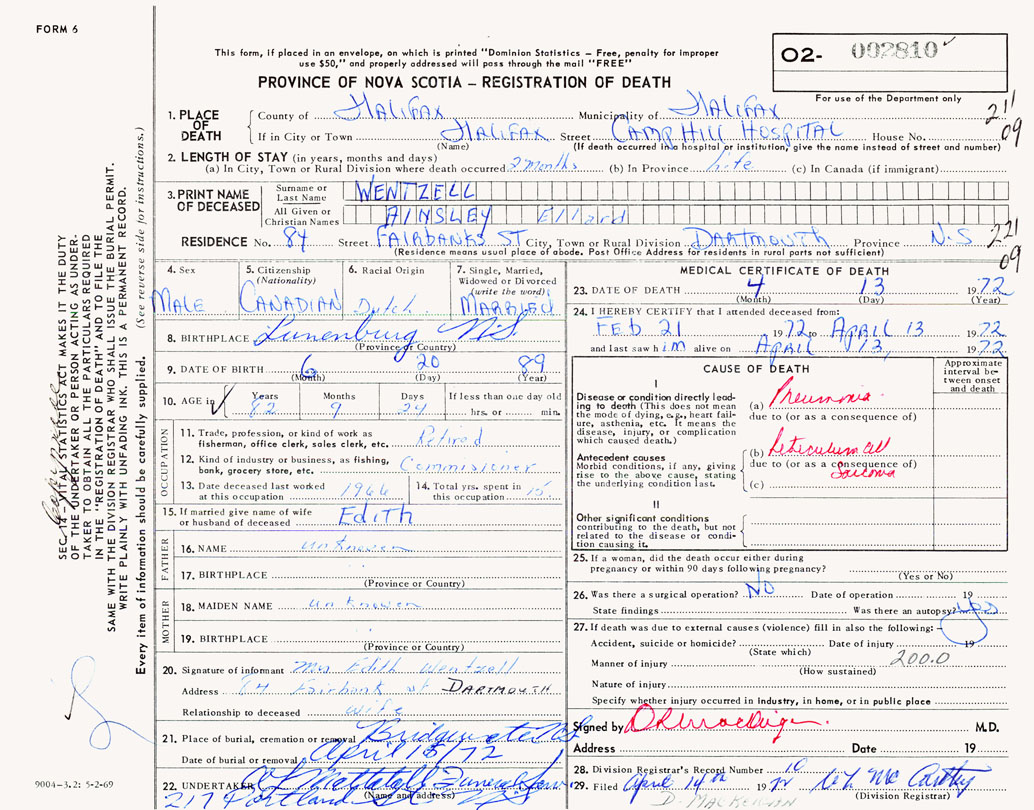 FORM 6
This form, if placed in an envelope, on which is printed "Dominion Statistics – Free, penalty for improper
use $50," and properly addressed will pass through the mail "FREE"
PROVINCE OF NOVA SCOTIA – REGISTRATION OF DEATH
O2- 002810
For use of the Department only
211
09
1. PLACE OF DEATH
County of Halifax Municipality of Halifax
If in City or Town Halifax Street Camp Hill Hospital House No.
(Name) (If death occurred in a hospital or institution, give the name instead of street and number)
2. LENGTH OF STAY (in years, months and days)
(a) In City, Town or Rural Division where death occurred 2 months (b) In Province Life (c) In Canada (if immigrant)
3. PRINT NAME OF DECEASED
Surname or Last Name WENTZELL
All Given or Christian Names AINSLEY Ellard
RESIDENCE No. 84 Street FAIRBANKS ST City, Town or Rural Division DARTMOUTH Province N.S
(Residence means usual place of abode. Post Office Address for residents in rural parts not sufficient)
221
09
4. Sex MALE
5. Citizenship (Nationality) CANADIAN
6. Racial Origin Dutch
7. Single, Married, Widowed or Divorced (write the word) MARRIED
8. BIRTHPLACE Lunenburg N S
(Province or Country)
9. DATE OF BIRTH 6 20 89
(Month) (Day) (Year)
10. AGE in Years Months Days If less than one day old
82 9 24 hrs. or min.
OCCUPATION
11. Trade, profession, or kind of work as fisherman, office clerk, sales clerk, etc. Retired
12. Kind of industry or business, as fishing, bank, grocery store, etc. Commisioner
13. Date deceased last worked at this occupation 1966
14. Total yrs. spent in this occupation 15
15. If married give name of wife or husband of deceased Edith
FATHER
16. NAME unknown
17. BIRTHPLACE
(Province or Country)
MOTHER
18. MAIDEN NAME unknown
19. BIRTHPLACE
(Province or Country)
20. Signature of informant Mrs Edith Wentzell
Address 84 Fairbank st DARTMOUTH
Relationship to deceased wife
21. Place of burial, cremation or removal Bridgewater N S
Date of burial or removal April 15/72
22. UNDERTAKER Funeral
(Name and address)
217 Portland St
MEDICAL CERTIFICATE OF DEATH
23. DATE OF DEATH 4 13 1972
(Month) (Day) (Year)
24. I HEREBY CERTIFY that I attended deceased from:
FEB 21, 1972 to APRIL 13 1972
and last saw him alive on APRIL 13, 1972
CAUSE OF DEATH
Approximate interval between onset and death
I
Disease or condition directly leading to death (This does not mean the mode of dying, e.g., heart failure, asthenia, etc. It means the disease, injury, or complication which caused death.)
(a) Pneumonia
due to (or as a consequence of)
Antecedent causes
Morbid conditions, if any, giving rise to the above cause, stating the underlying condition last.
(b) Reticulum cell
due to (or as a consequence of)
Sarcoma
(c)
II
Other significant conditions contributing to the death, but not related to the disease or condition causing it.
25. If a woman, did the death occur either during pregnancy or within 90 days following pregnancy?
(Yes or No)
26. Was there a surgical operation? NO Date of operation 19
State findings Was there an autopsy? yes
27. If death was due to external causes (violence) fill in also the following:
Accident, suicide or homicide? Date of injury 19
(State which)
Manner of injury 200.0
(How sustained)
Nature of injury
Specify whether injury occurred in industry, in home, or in public place
Signed by M.D.
Address Date 19
28. Division Registrar's Record Number 10
29. Filed April 14th 1972
(Division Registrar)
SEC. 14 – VITAL STATISTICS ACT MAKES IT THE DUTY
OF THE UNDERTAKER OR PERSON ACTING AS UNDER-
TAKER TO OBTAIN ALL THE PARTICULARS REQUIRED
IN THE "REGISTRATION OF DEATH" AND TO FILE THE
SAME WITH THE DIVISION REGISTRAR WHO SHALL ISSUE THE BURIAL PERMIT.
WRITE PLAINLY WITH UNFADING INK. THIS IS A PERMANENT RECORD.
Every item of information should be carefully supplied. (See reverse side for instructions.)
9004–3.2: 5-2-69